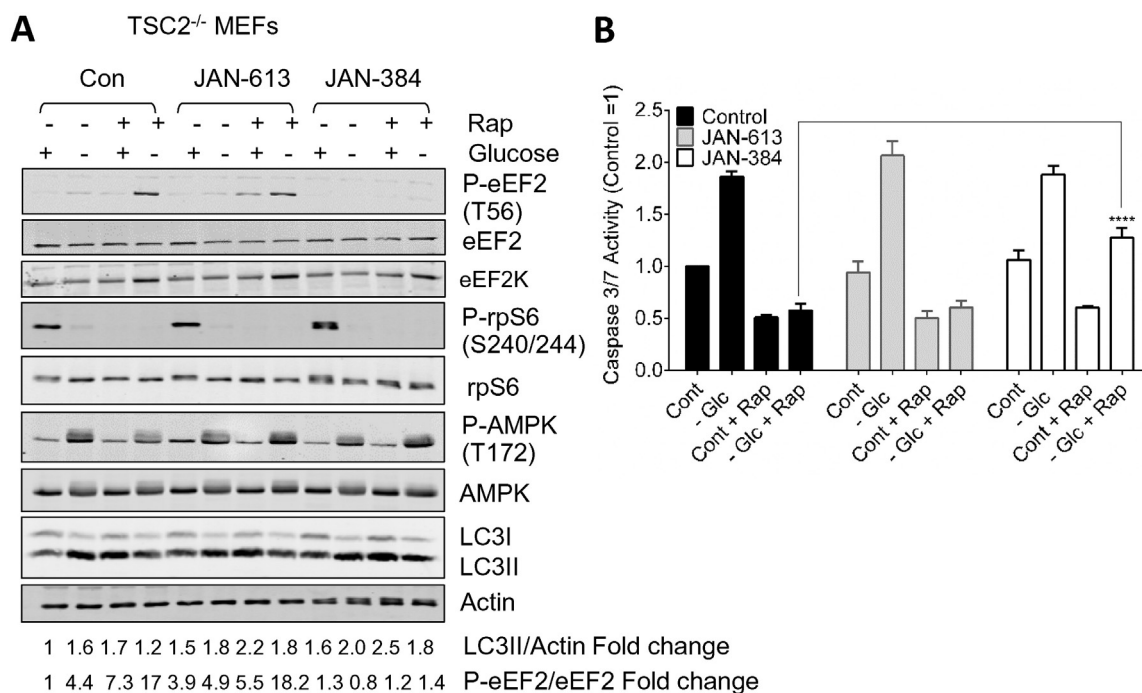 A
TSC2-/- MEFs
Con JAN-613 JAN-384
- - + + - - + + - - + + Rap
+ - + - + - + - + - + - Glucose
P-eEF2
(T56)
eEF2
eEF2K
P-rpS6
(S240/244)
rpS6
P-AMPK
(T172)
AMPK
LC3I
LC3II
Actin
1 1.6 1.7 1.2 1.5 1.8 2.2 1.8 1.6 2.0 2.5 1.8 LC3II/Actin Fold change
1 4.4 7.3 17 3.9 4.9 5.5 18.2 1.3 0.8 1.2 1.4 P-eEF2/eEF2 Fold change
B
Caspase 3/7 Activity (Control =1)
2.5
2.0
1.5
1.0
0.5
0.0
Control
JAN-613
JAN-384
****
Cont - Glc Cont + Rap - Glc + Rap Cont - Glc Cont + Rap - Glc + Rap Cont - Glc Cont + Rap - Glc + Rap